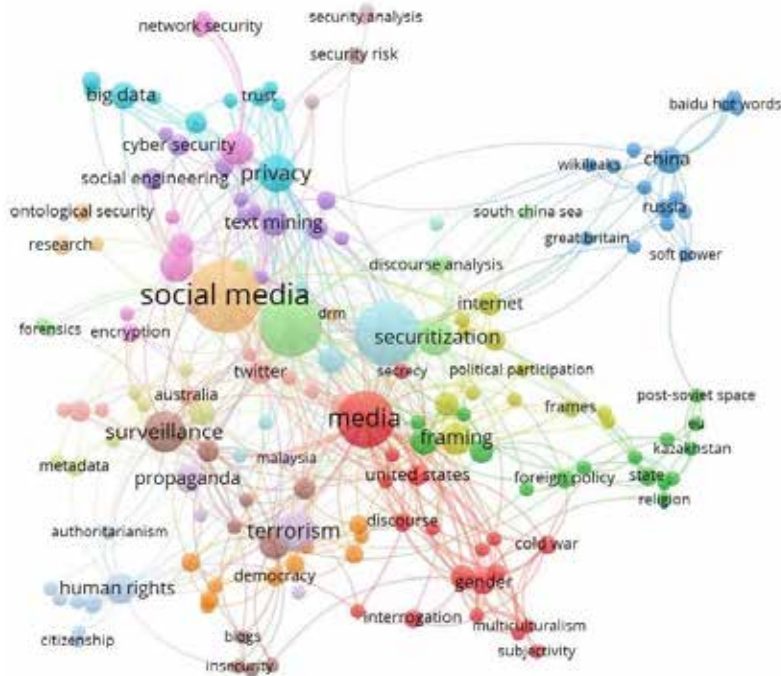 security analysis
network security
security risk
big data
trust
baidu hot words
cyber security
wikileaks
china
social engineering
privacy
ontological security
text mining
south china sea
russia
research
great britain
soft power
discourse analysis
social media
internet
forensics
encryption
drm
securitization
twitter
secrecy
political participation
australia
post-soviet space
surveillance
media
frames
eu
metadata
malaysia
framing
kazakhstan
propaganda
united states
foreign policy
state
religion
authoritarianism
terrorism
discourse
cold war
human rights
democracy
gender
citizenship
blogs
interrogation
multiculturalism
insecurity
subjectivity